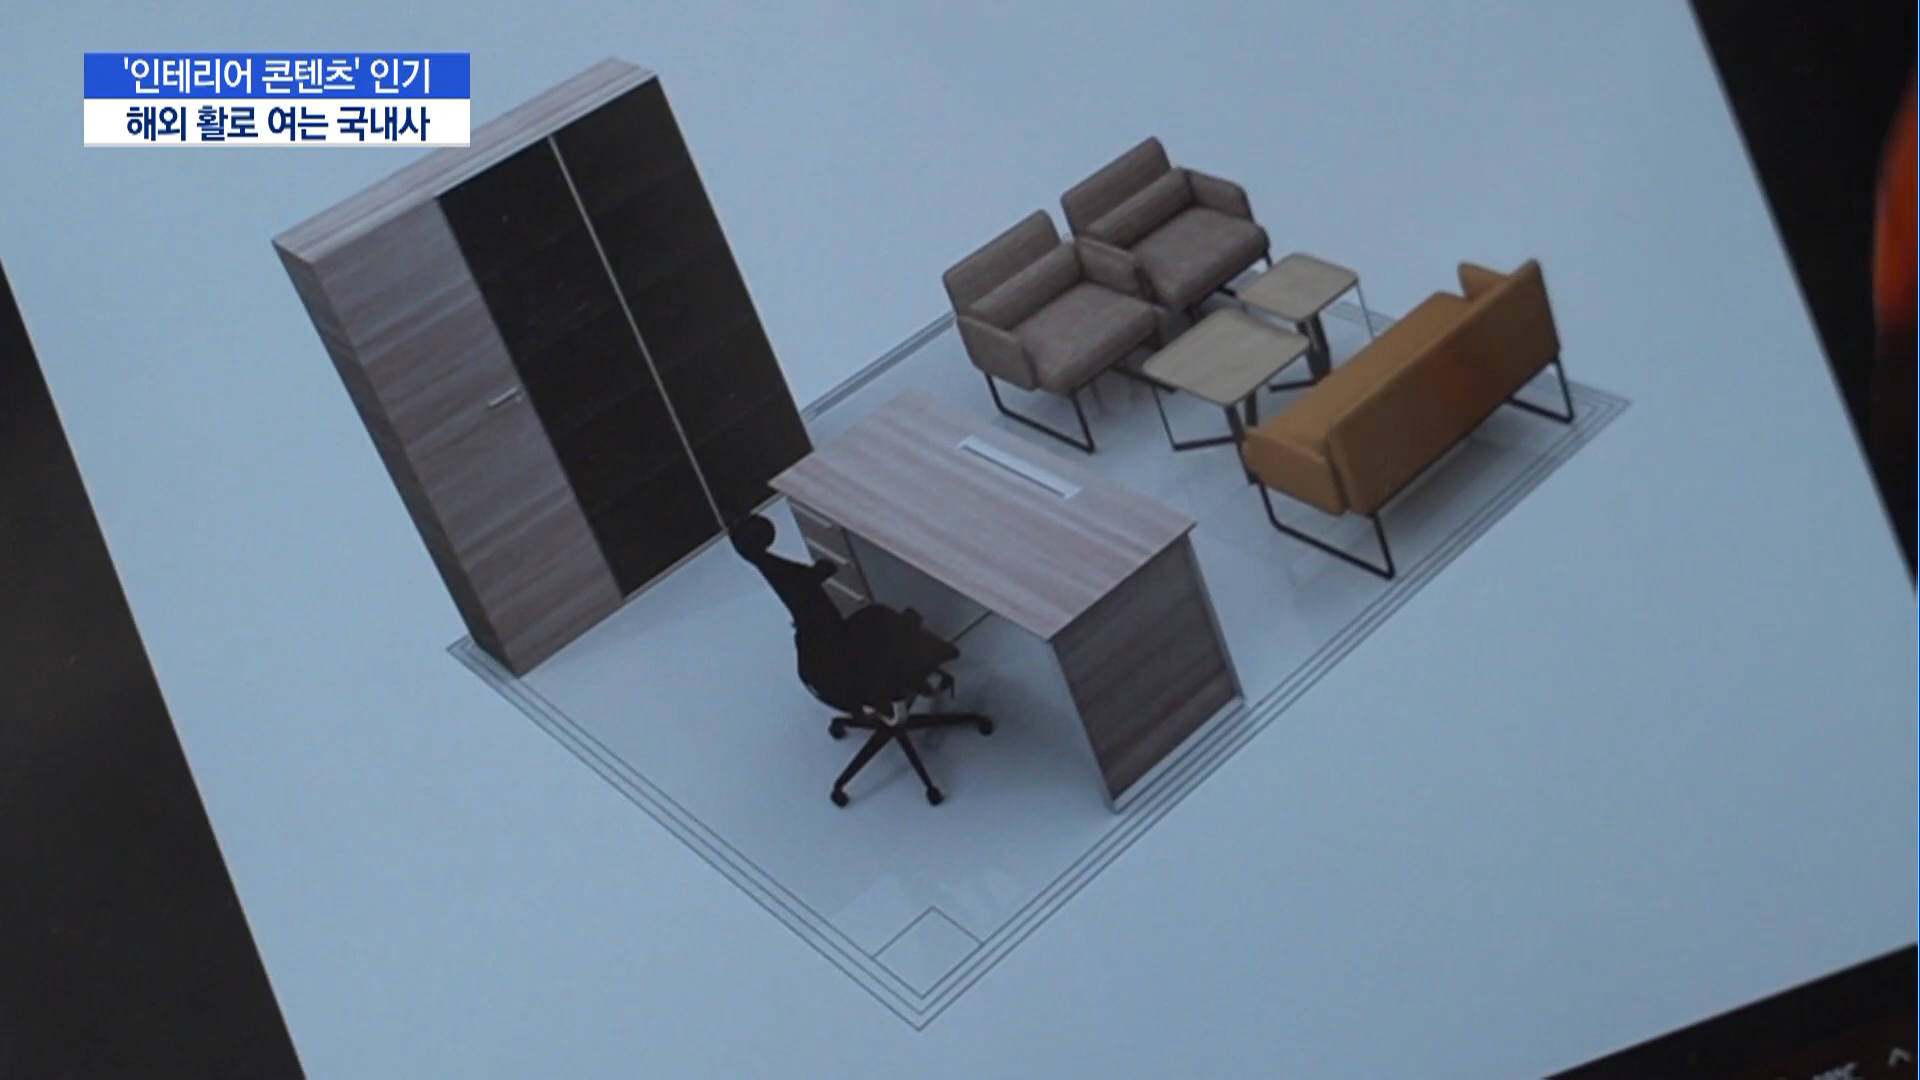 '인테리어 콘텐츠' 인기
해외 활로 여는 국내사